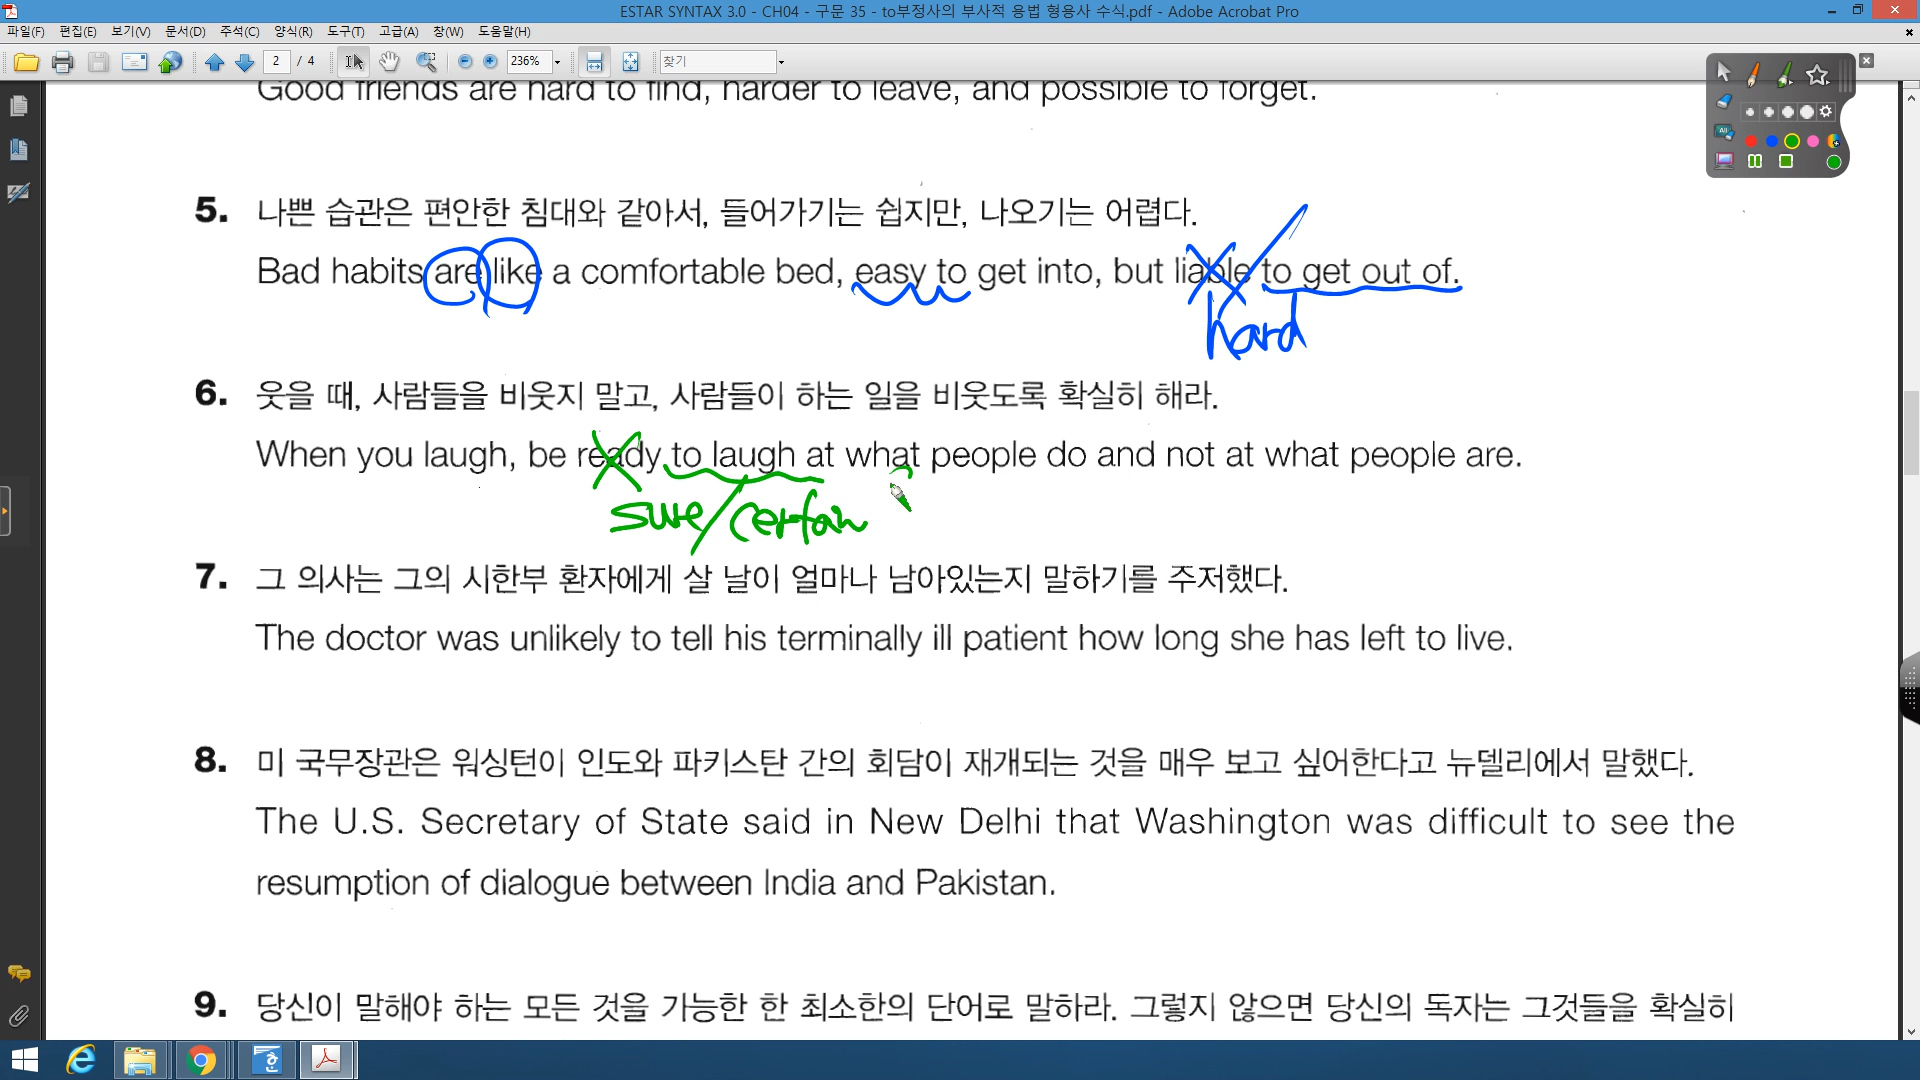 ESTAR SYNTAX 3.0 - CH04 - 구문 35 - to부정사의 부사적 용법 형용사 수식.pdf - Adobe Acrobat Pro
파일(F) 편집(E) 보기(V) 문서(D) 주석(C) 양식(R) 도구(T) 고급(A) 창(W) 도움말(H)
2 / 4 236% 찾기
Good friends are hard to find, harder to leave, and possible to forget.
5. 나쁜 습관은 편안한 침대와 같아서, 들어가기는 쉽지만, 나오기는 어렵다.
Bad habits are like a comfortable bed, easy to get into, but liable to get out of.
hard
6. 웃을 때, 사람들을 비웃지 말고, 사람들이 하는 일을 비웃도록 확실히 해라.
When you laugh, be ready to laugh at what people do and not at what people are.
sure/certain
7. 그 의사는 그의 시한부 환자에게 살 날이 얼마나 남아있는지 말하기를 주저했다.
The doctor was unlikely to tell his terminally ill patient how long she has left to live.
8. 미 국무장관은 워싱턴이 인도와 파키스탄 간의 회담이 재개되는 것을 매우 보고 싶어한다고 뉴델리에서 말했다.
The U.S. Secretary of State said in New Delhi that Washington was difficult to see the
resumption of dialogue between India and Pakistan.
9. 당신이 말해야 하는 모든 것을 가능한 한 최소한의 단어로 말하라. 그렇지 않으면 당신의 독자는 그것들을 확실히